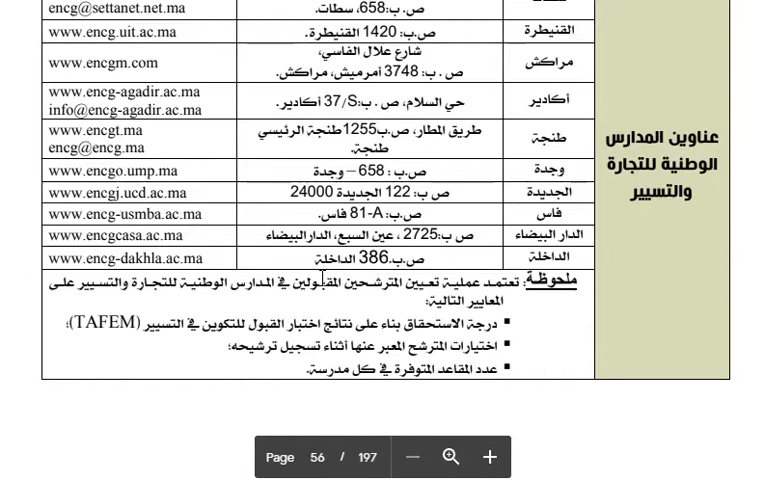 encg@settanet.net.ma
ص. ب:658، سطات.
القنيطرة
ص.ب: 1420 القنيطرة.
www.encg.uit.ac.ma
مراكش
شارع علال الفاسي،
ص . ب: 3748 أمرميش، مراكش.
www.encgm.com
أكادير
حي السلام، ص . ب:37/S أكادير.
www.encg-agadir.ac.ma
info@encg-agadir.ac.ma
طنجة
طريق المطار، ص.ب1255طنجة الرئيسي
طنجة.
www.encgt.ma
encg@encg.ma
وجدة
ص.ب : 658 – وجدة
www.encgo.ump.ma
الجديدة
ص ب: 122 الجديدة 24000
www.encgj.ucd.ac.ma
فاس
ص.ب: 81-A فاس.
www.encg-usmba.ac.ma
الدار البيضاء
ص ب:2725 ، عين السبع، الدار البيضاء
www.encgcasa.ac.ma
الداخلة
ص.ب.386 الداخلة
www.encg-dakhla.ac.ma
عناوين المدارس
الوطنية للتجارة
والتسيير
ملحوظة: تعتمد عملية تعيين المترشحين المقبولين في المدارس الوطنية للتجارة والتسيير على
المعايير التالية:
▪ درجة الاستحقاق بناء على نتائج اختبار القبول للتكوين في التسيير (TAFEM)؛
▪ اختيارات المترشح المعبر عنها أثناء تسجيل ترشيحه؛
▪ عدد المقاعد المتوفرة في كل مدرسة.
Page 56 / 197